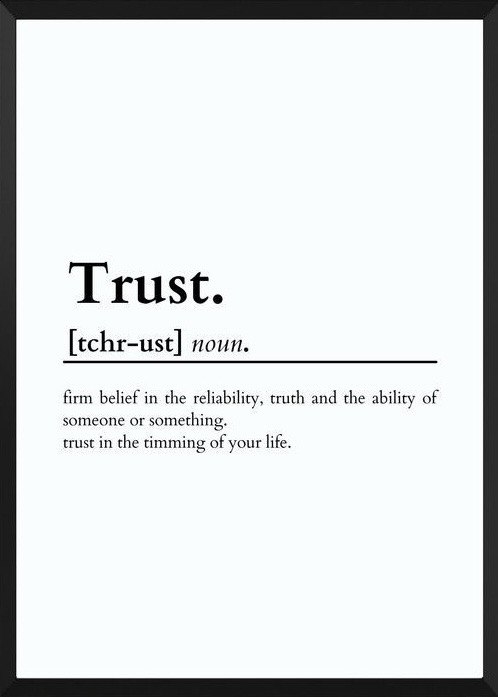 Trust.
[tchr-ust] noun.
firm belief in the reliability, truth and the ability of
someone or something.
trust in the timming of your life.